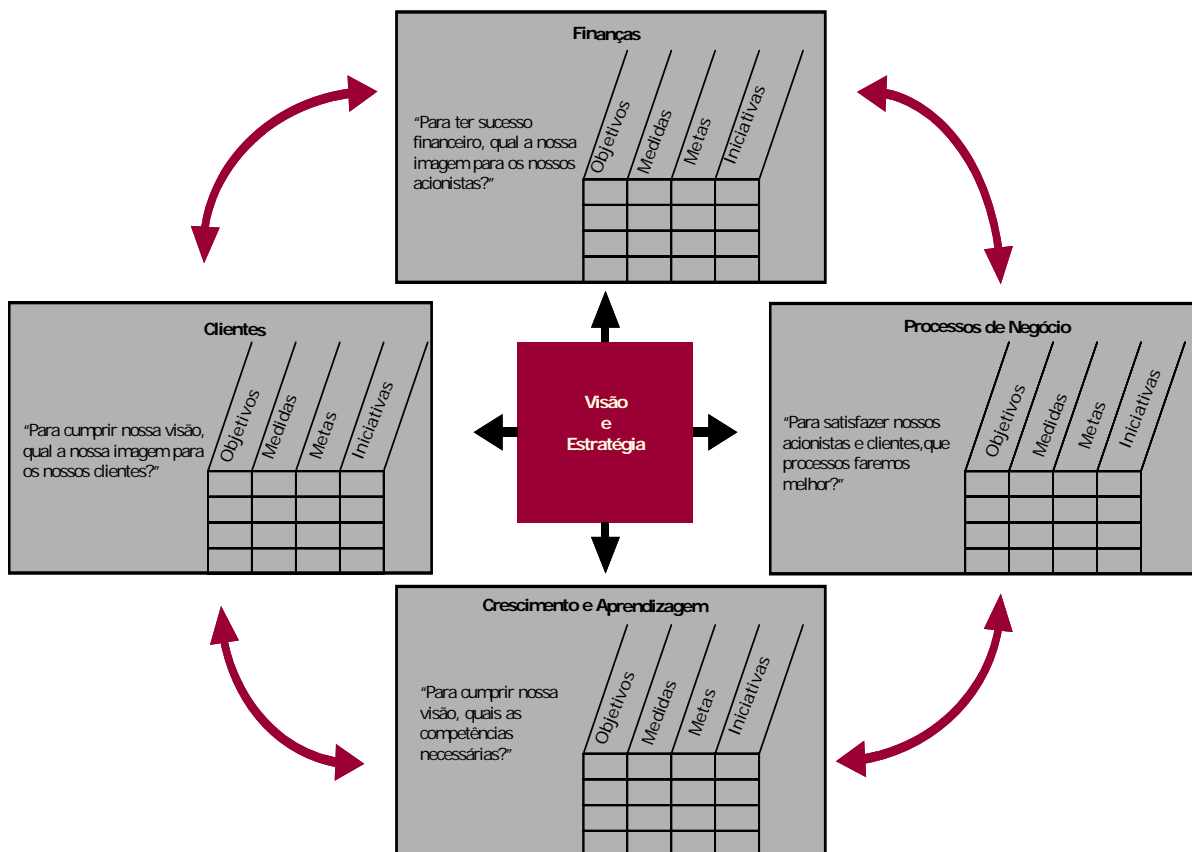 Finanças
"Para ter sucesso
financeiro, qual a nossa
imagem para os nossos
acionistas?"
Objetivos
Medidas
Metas
Iniciativas
Clientes
"Para cumprir nossa visão,
qual a nossa imagem para
os nossos clientes?"
Objetivos
Medidas
Metas
Iniciativas
Visão
e
Estratégia
Processos de Negócio
"Para satisfazer nossos
acionistas e clientes,que
processos faremos
melhor?"
Objetivos
Medidas
Metas
Iniciativas
Crescimento e Aprendizagem
"Para cumprir nossa
visão, quais as
competências
necessárias?"
Objetivos
Medidas
Metas
Iniciativas